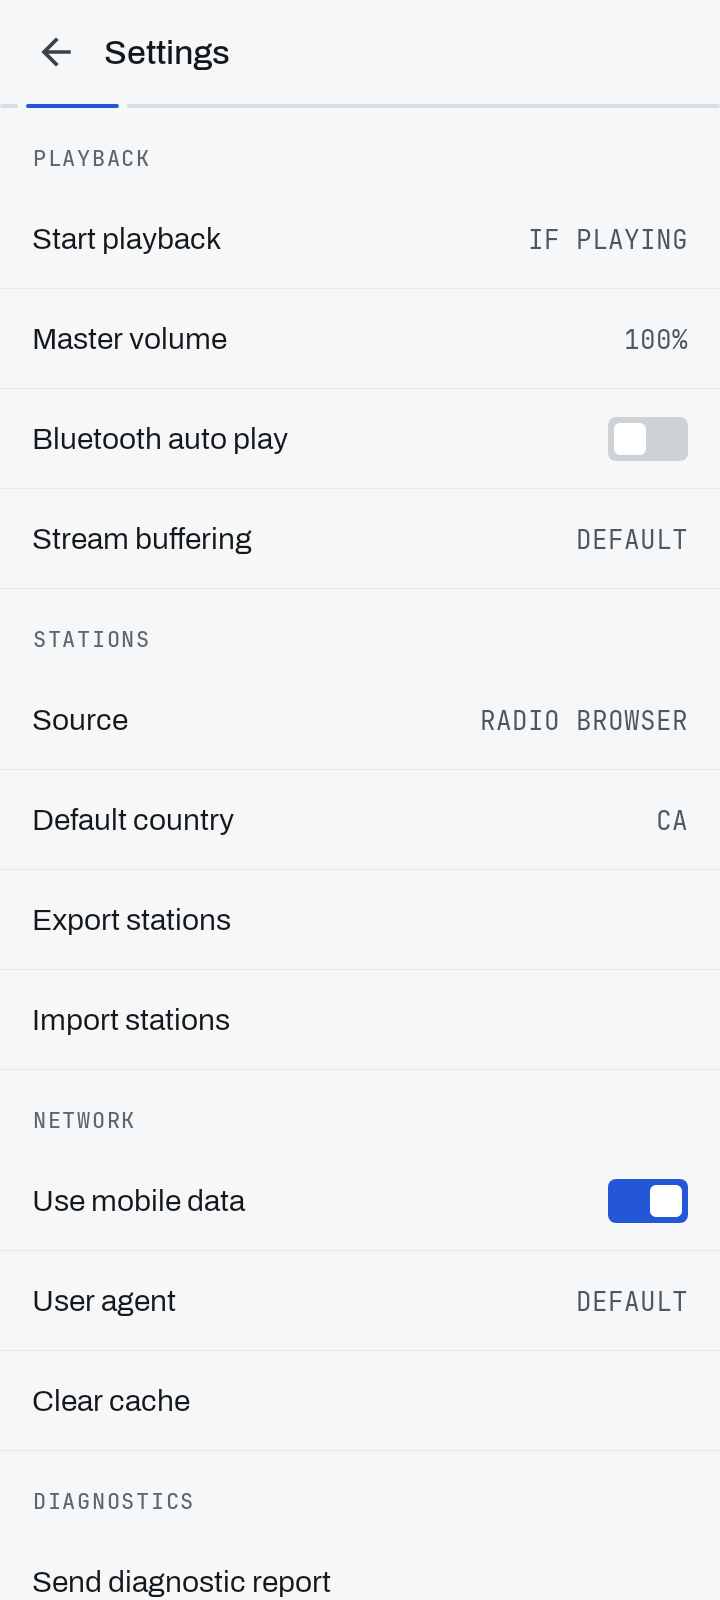 Settings
PLAYBACK
Start playback IF PLAYING
Master volume 100%
Bluetooth auto play
Stream buffering DEFAULT
STATIONS
Source RADIO BROWSER
Default country CA
Export stations
Import stations
NETWORK
Use mobile data
User agent DEFAULT
Clear cache
DIAGNOSTICS
Send diagnostic report